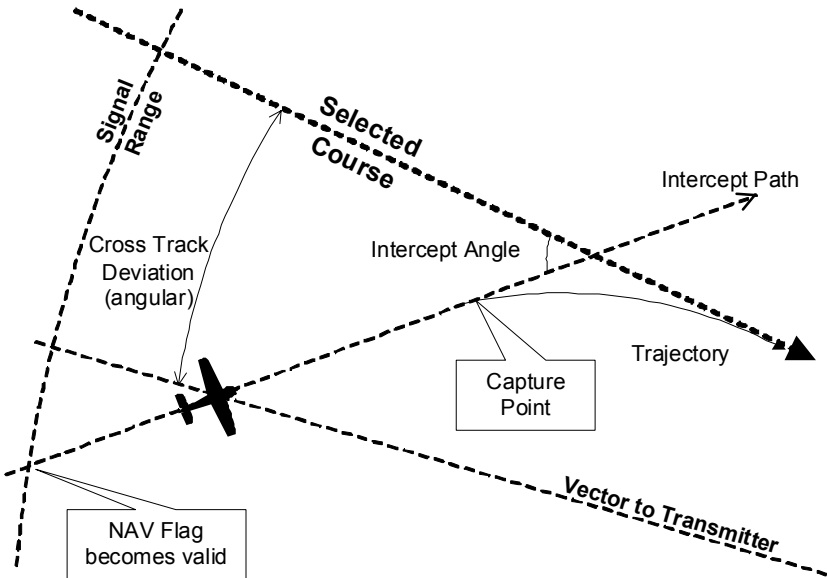 Signal
Range
Selected
Course
Intercept Path
Cross Track
Deviation
(angular)
Intercept Angle
Trajectory
Capture
Point
Vector to Transmitter
NAV Flag
becomes valid